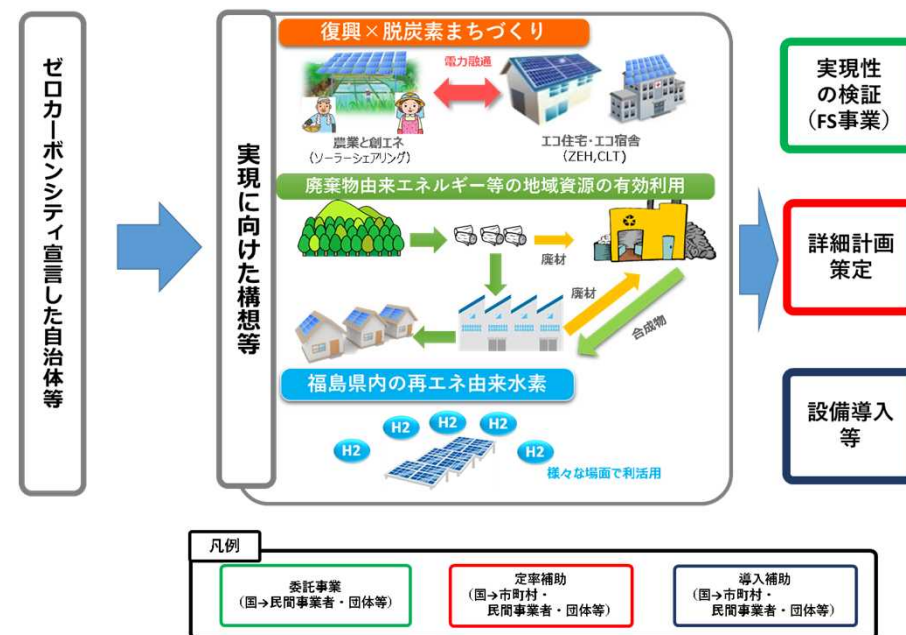 ゼロカーボンシティ宣言した自治体等
実現に向けた構想等
復興×脱炭素まちづくり
電力融通
農業と創エネ
(ソーラーシェアリング)
エコ住宅・エコ宿舎
(ZEH,CLT)
廃棄物由来エネルギー等の地域資源の有効利用
廃材
廃材
合成物
福島県内の再エネ由来水素
H2
H2
H2
H2
H2
様々な場面で利活用
実現性
の検証
(FS事業)
詳細計画
策定
設備導入
等
凡例
委託事業
(国→民間事業者・団体等)
定率補助
(国→市町村・
民間事業者・団体等)
導入補助
(国→市町村・
民間事業者・団体等)